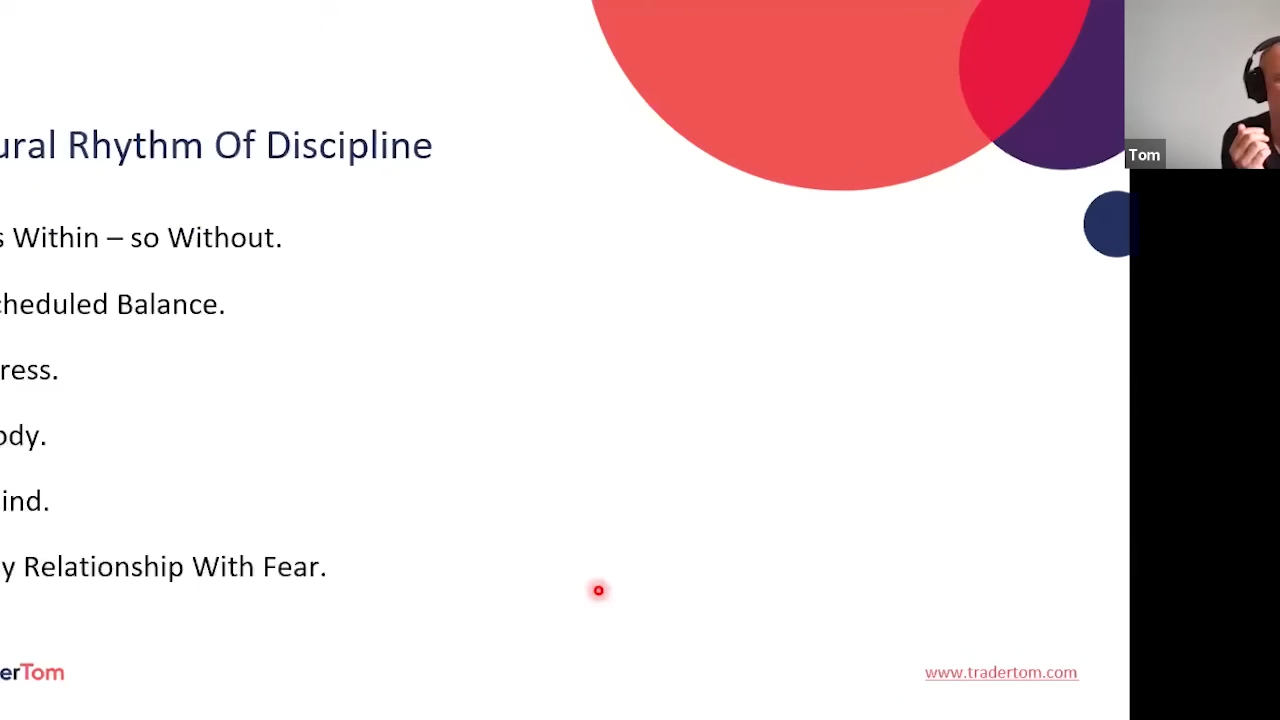 ural Rhythm Of Discipline
s Within – so Without.
cheduled Balance.
ress.
ody.
ind.
y Relationship With Fear.
erTom
www.tradertom.com
Tom